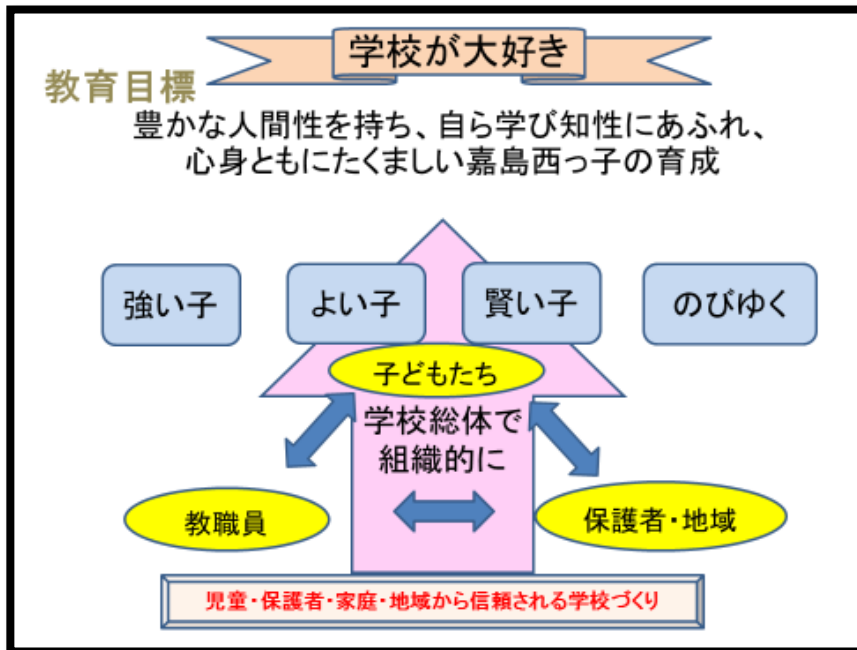 学校が大好き
教育目標
豊かな人間性を持ち、自ら学び知性にあふれ、
心身ともにたくましい嘉島西っ子の育成
強い子
よい子
賢い子
のびゆく
子どもたち
学校総体で
組織的に
教職員
保護者・地域
児童・保護者・家庭・地域から信頼される学校づくり